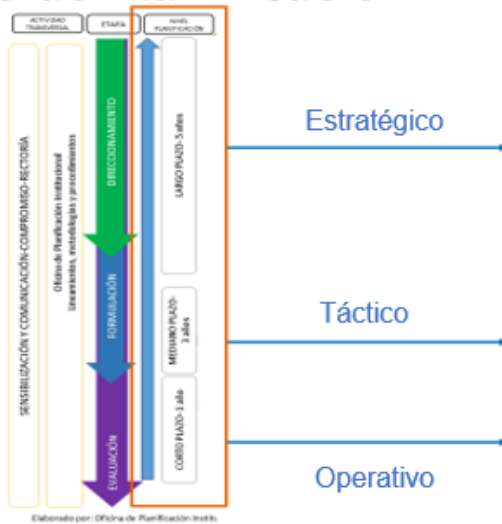 ACTIVIDAD
TRANSVERSAL
ETAPA
NIVEL
PLANIFICACIÓN
SENSIBILIZACIÓN Y COMUNICACIÓN-COMPROMISO-RECTORÍA
Oficina de Planificación Institucional
Lineamientos, metodologías y procedimientos
DIRECCIONAMIENTO
FORMULACIÓN
EVALUACIÓN
LARGO PLAZO- 5 años
MEDIANO PLAZO-
3 años
CORTO PLAZO- 1 año
Estratégico
Táctico
Operativo
Elaborado por: Oficina de Planificación Instit